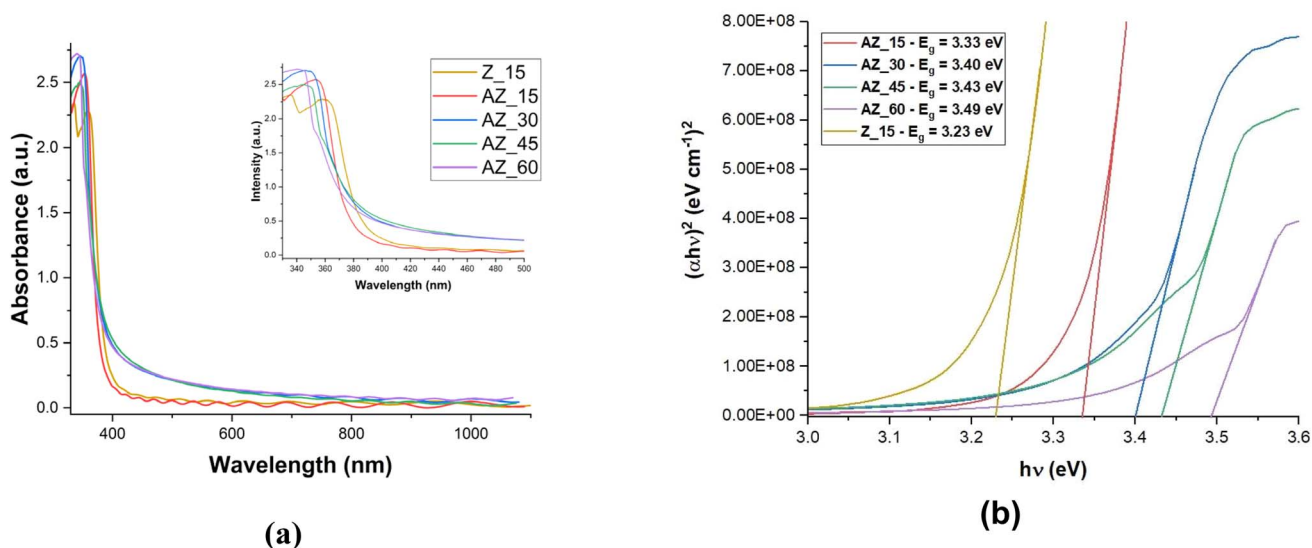 Absorbance (a.u.)
2.5
2.0
1.5
1.0
0.5
0.0
400
600
800
1000
Wavelength (nm)
Intensity (a.u.)
2.5
2.0
1.5
1.0
0.5
0.0
340
360
380
400
420
440
460
480
500
Wavelength (nm)
Z_15
AZ_15
AZ_30
AZ_45
AZ_60
(a)
(αhν)² (eV cm⁻¹)²
8.00E+08
7.00E+08
6.00E+08
5.00E+08
4.00E+08
3.00E+08
2.00E+08
1.00E+08
0.00E+00
AZ_15 - Eg = 3.33 eV
AZ_30 - Eg = 3.40 eV
AZ_45 - Eg = 3.43 eV
AZ_60 - Eg = 3.49 eV
Z_15 - Eg = 3.23 eV
3.0
3.1
3.2
3.3
3.4
3.5
3.6
hν (eV)
(b)